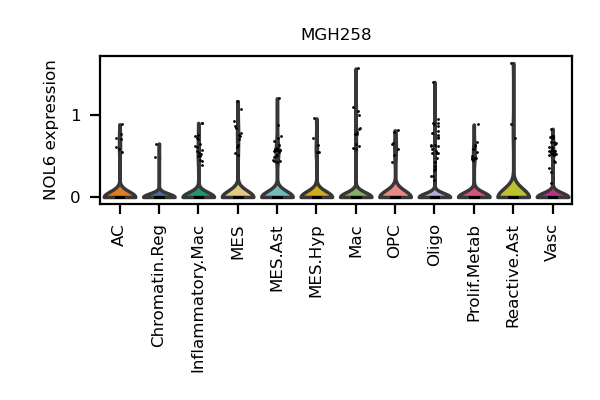 MGH258
NOL6 expression
1
0
AC
Chromatin.Reg
Inflammatory.Mac
MES
MES.Ast
MES.Hyp
Mac
OPC
Oligo
Prolif.Metab
Reactive.Ast
Vasc